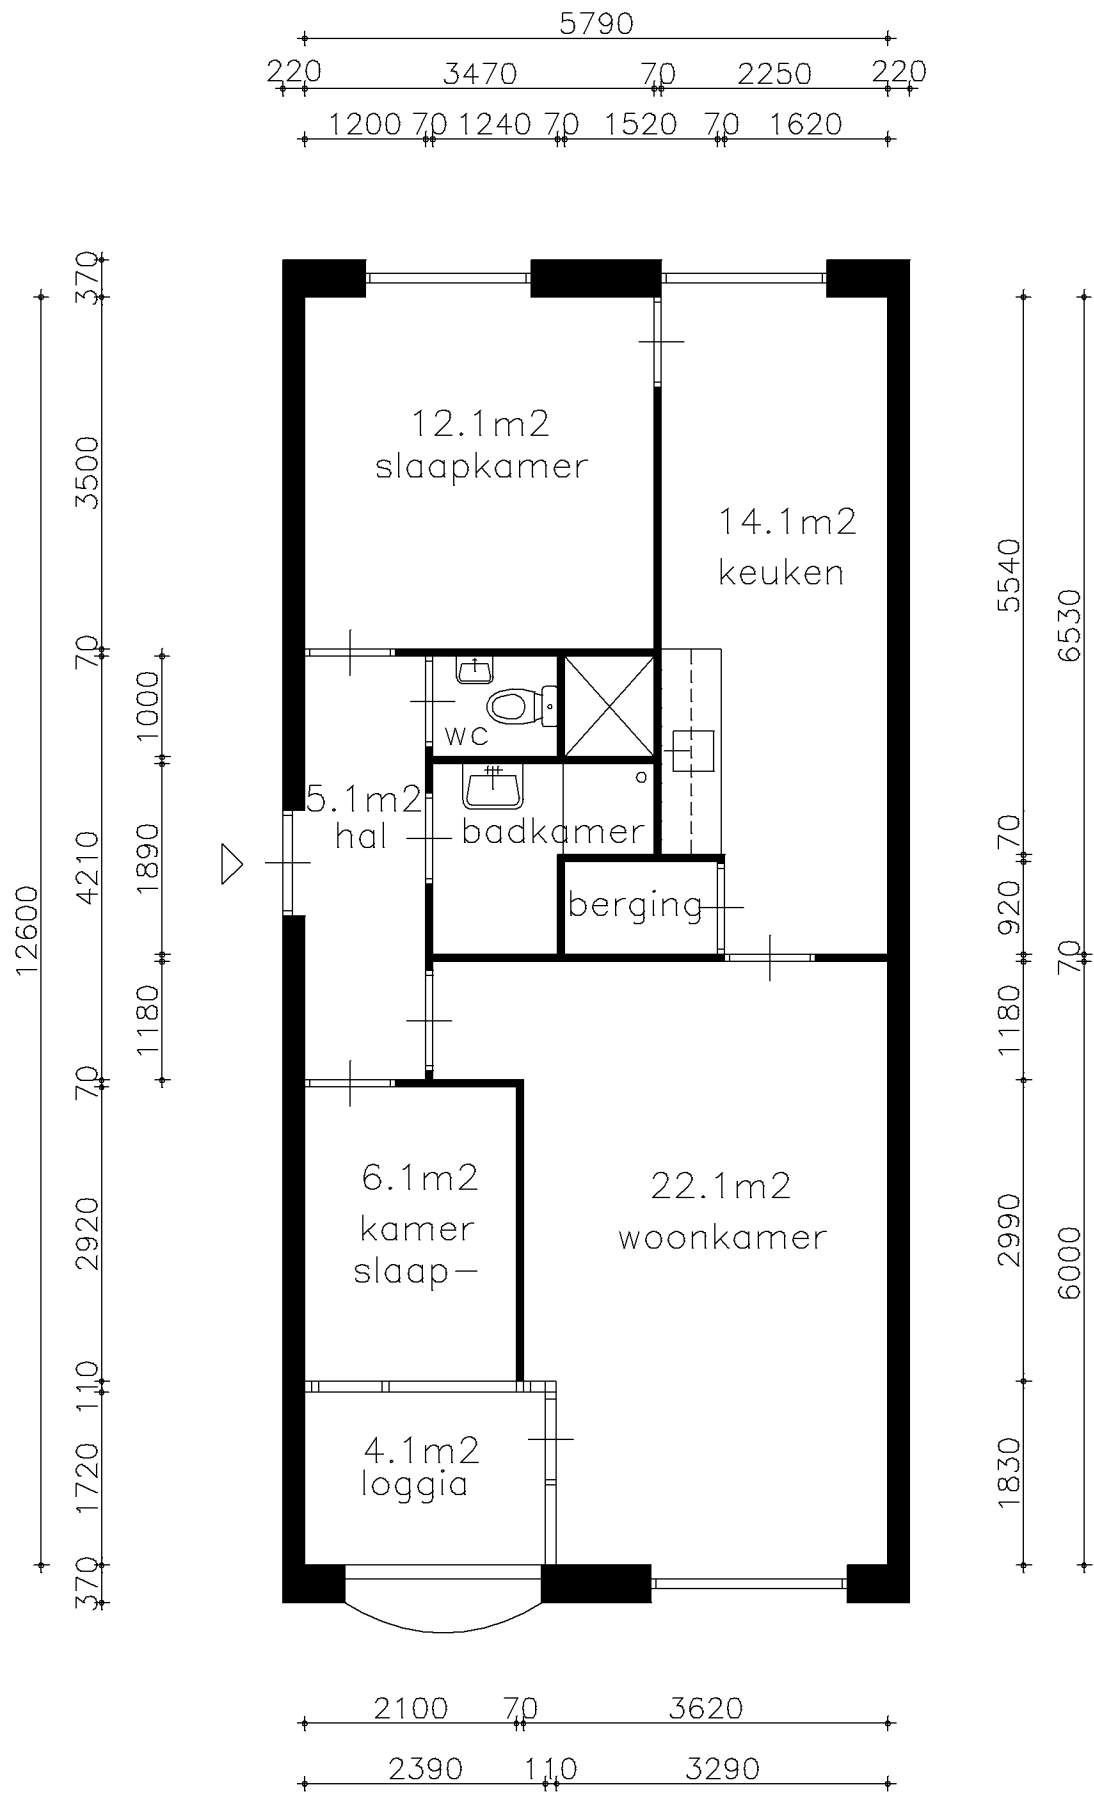 5790
220 3470 70 2250 220
1200 70 1240 70 1520 70 1620
370
3500
70
4210
70
2920
110
1720
370
12600
1000
1890
1180
12.1m2
slaapkamer
14.1m2
keuken
wc
5.1m2
hal
badkamer
berging
6.1m2
kamer
slaap-
22.1m2
woonkamer
4.1m2
loggia
5540
70
920
1180
2990
1830
6530
70
6000
2100 70 3620
2390 110 3290